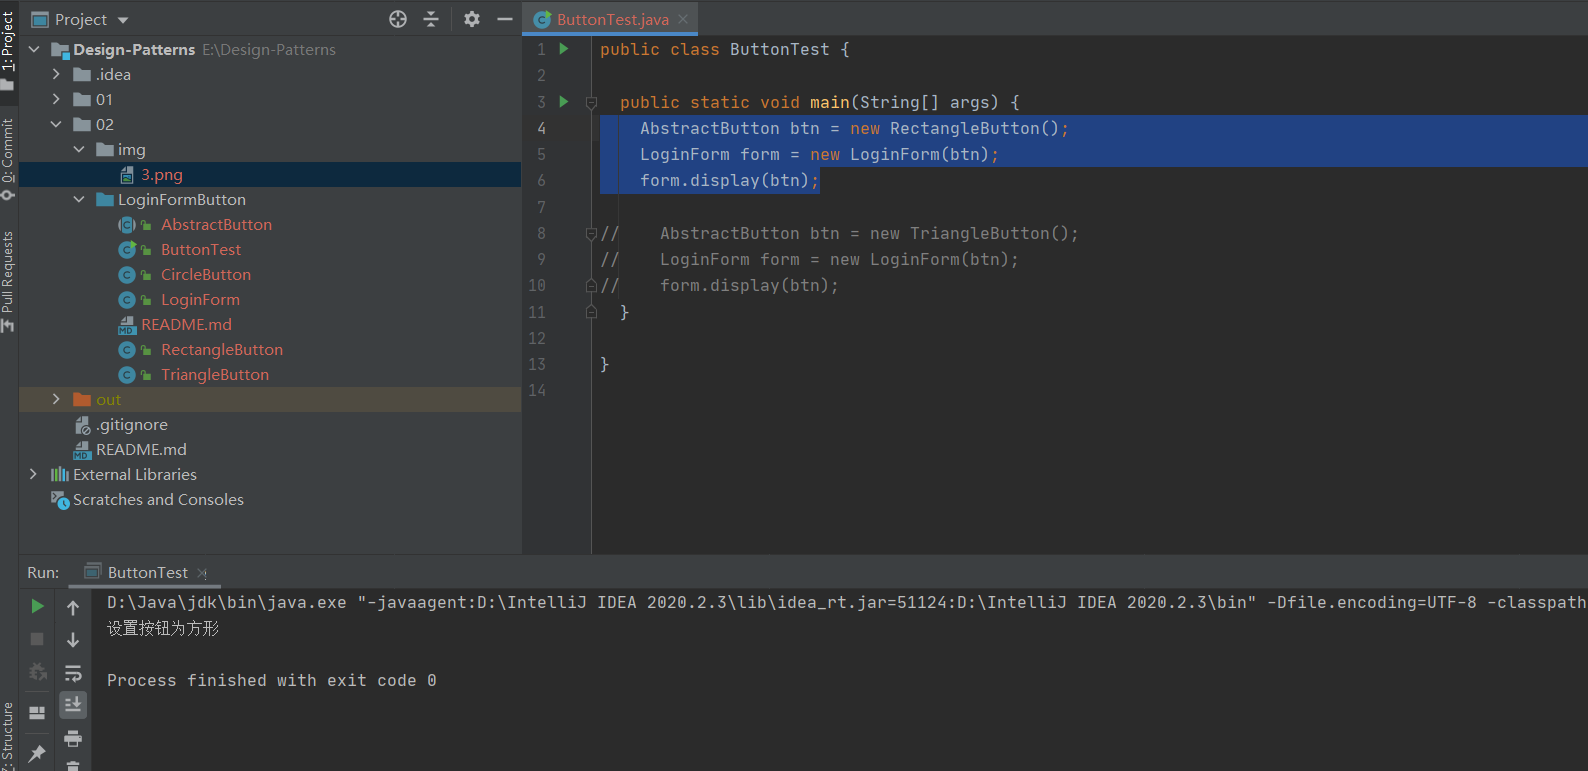 Project
ButtonTest.java
1: Project
0: Commit
Pull Requests
Z: Structure
Design-Patterns E:\Design-Patterns
.idea
01
02
img
3.png
LoginFormButton
AbstractButton
ButtonTest
CircleButton
LoginForm
README.md
RectangleButton
TriangleButton
out
.gitignore
README.md
External Libraries
Scratches and Consoles
1 public class ButtonTest {
2
3 public static void main(String[] args) {
4 AbstractButton btn = new RectangleButton();
5 LoginForm form = new LoginForm(btn);
6 form.display(btn);
7
8 // AbstractButton btn = new TriangleButton();
9 // LoginForm form = new LoginForm(btn);
10 // form.display(btn);
11 }
12
13 }
14
Run: ButtonTest
D:\Java\jdk\bin\java.exe "-javaagent:D:\IntelliJ IDEA 2020.2.3\lib\idea_rt.jar=51124:D:\IntelliJ IDEA 2020.2.3\bin" -Dfile.encoding=UTF-8 -classpath
设置按钮为方形
Process finished with exit code 0